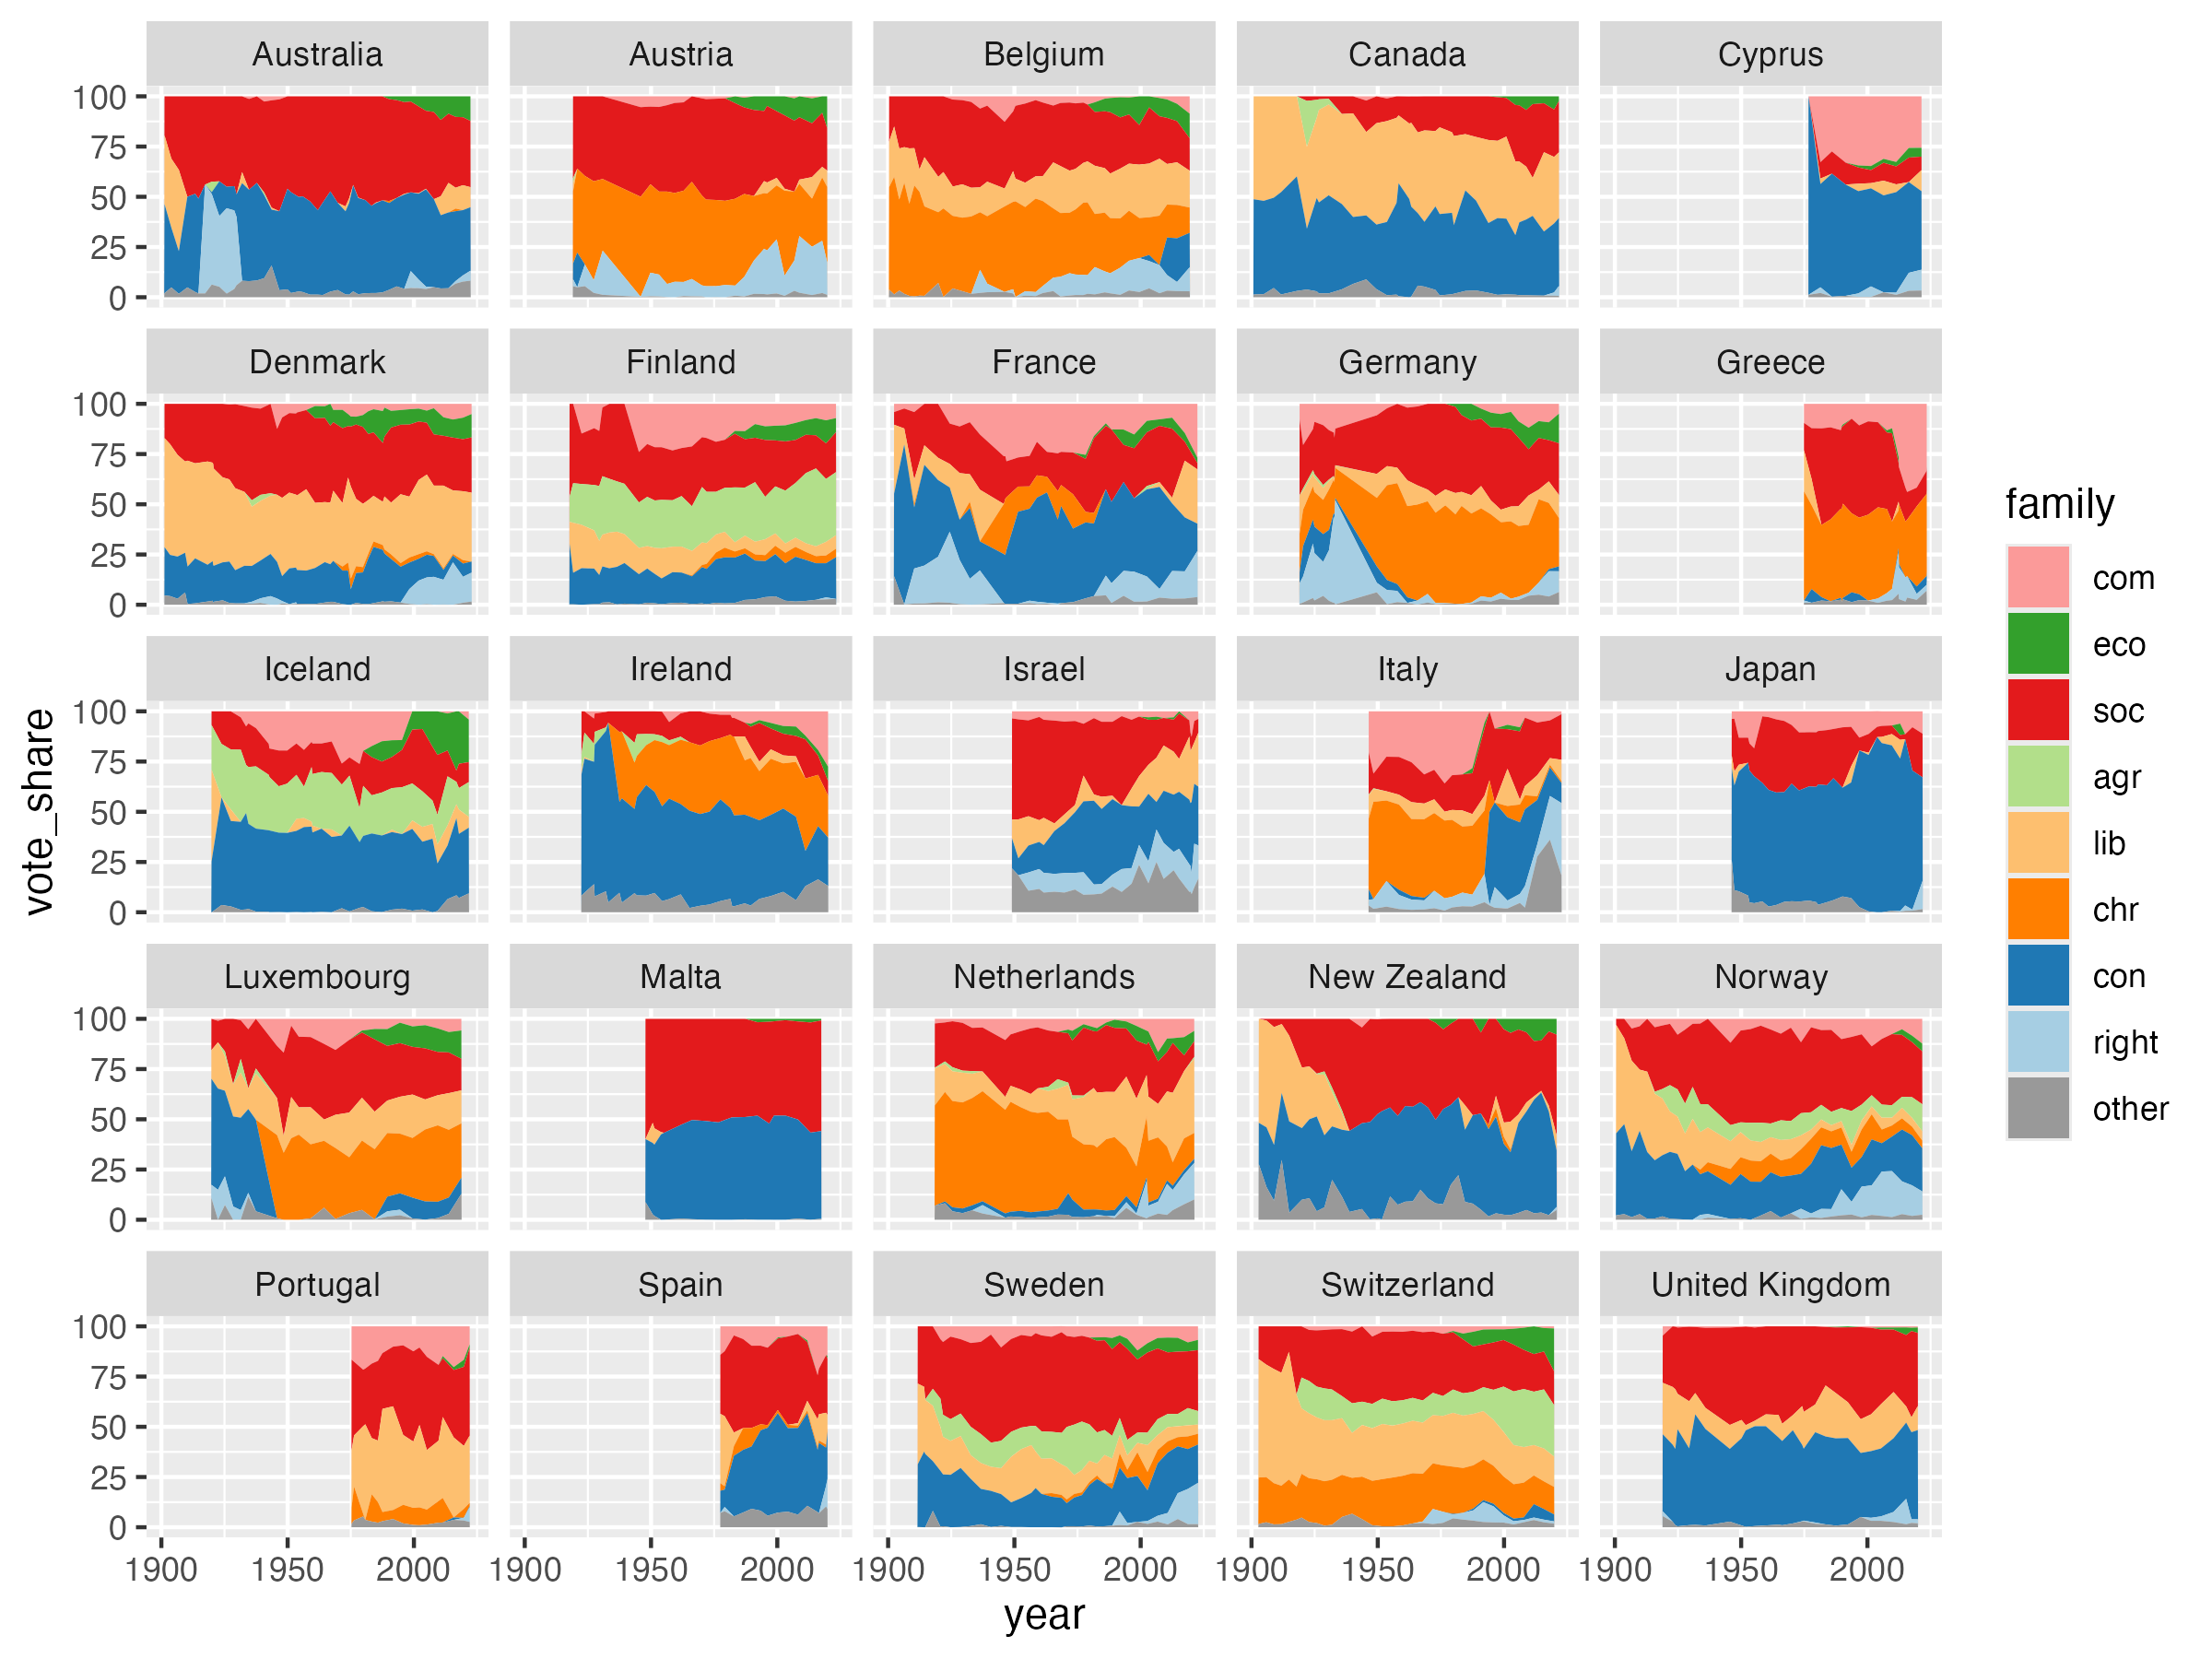 Australia Austria Belgium Canada Cyprus
100
75
50
25
0
Denmark Finland France Germany Greece
100
75
50
25
0
Iceland Ireland Israel Italy Japan
100
75
50
25
0
Luxembourg Malta Netherlands New Zealand Norway
100
75
50
25
0
Portugal Spain Sweden Switzerland United Kingdom
100
75
50
25
0
1900 1950 2000 1900 1950 2000 1900 1950 2000 1900 1950 2000 1900 1950 2000
year
vote_share
family
com
eco
soc
agr
lib
chr
con
right
other